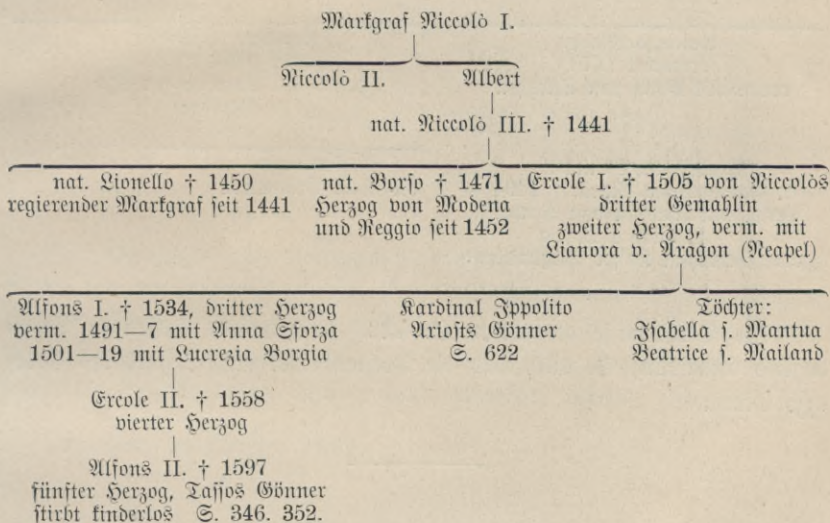 Markgraf Niccolò I.
Niccolò II. Albert
nat. Niccolò III. † 1441
nat. Lionello † 1450
regierender Markgraf seit 1441
nat. Borso † 1471
Herzog von Modena
und Reggio seit 1452
Ercole I. † 1505 von Niccolòs
dritter Gemahlin
zweiter Herzog, verm. mit
Lianora v. Aragon (Neapel)
Alfons I. † 1534, dritter Herzog
verm. 1491—7 mit Anna Sforza
1501—19 mit Lucrezia Borgia
Kardinal Ippolito
Ariosts Gönner
S. 622
Töchter:
Isabella s. Mantua
Beatrice s. Mailand
Ercole II. † 1558
vierter Herzog
Alfons II. † 1597
fünfter Herzog, Tassos Gönner
stirbt kinderlos S. 346. 352.